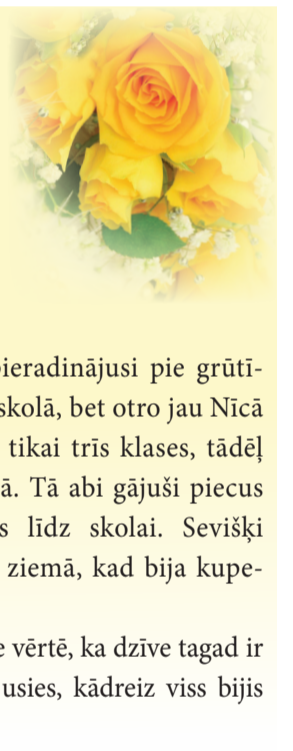 ieradinājusi pie grūtī-
skolā, bet otro jau Nīcā
tikai trīs klases, tādēļ
ā. Tā abi gājuši piecus
s līdz skolai. Sevišķi
ziemā, kad bija kupe-
e vērtē, ka dzīve tagad ir
usies, kādreiz viss bijis